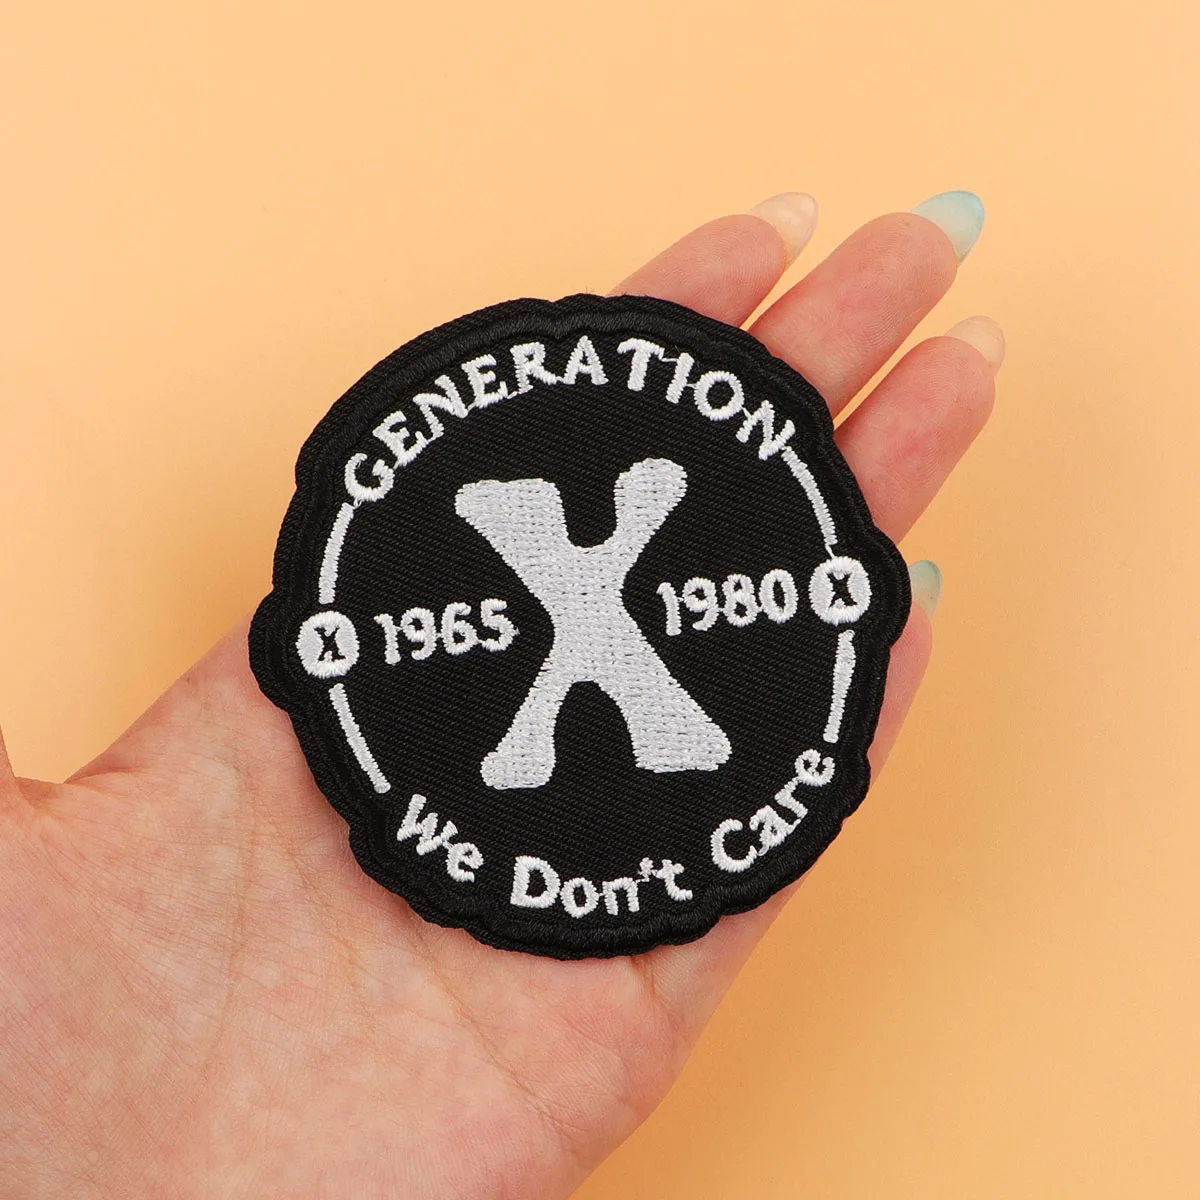 GENERATION
X
X 1965 1980 X
We Don't Care